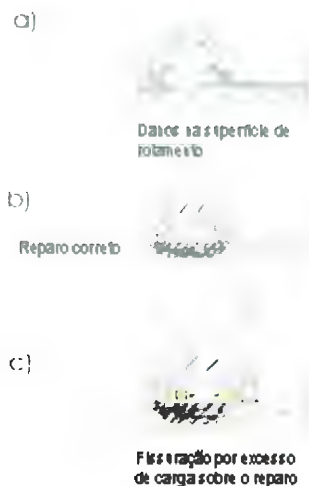 a)
Danos na superfície de
rolamento
b)
Reparo correto
c)
Fissuração por excesso
de carga sobre o reparo